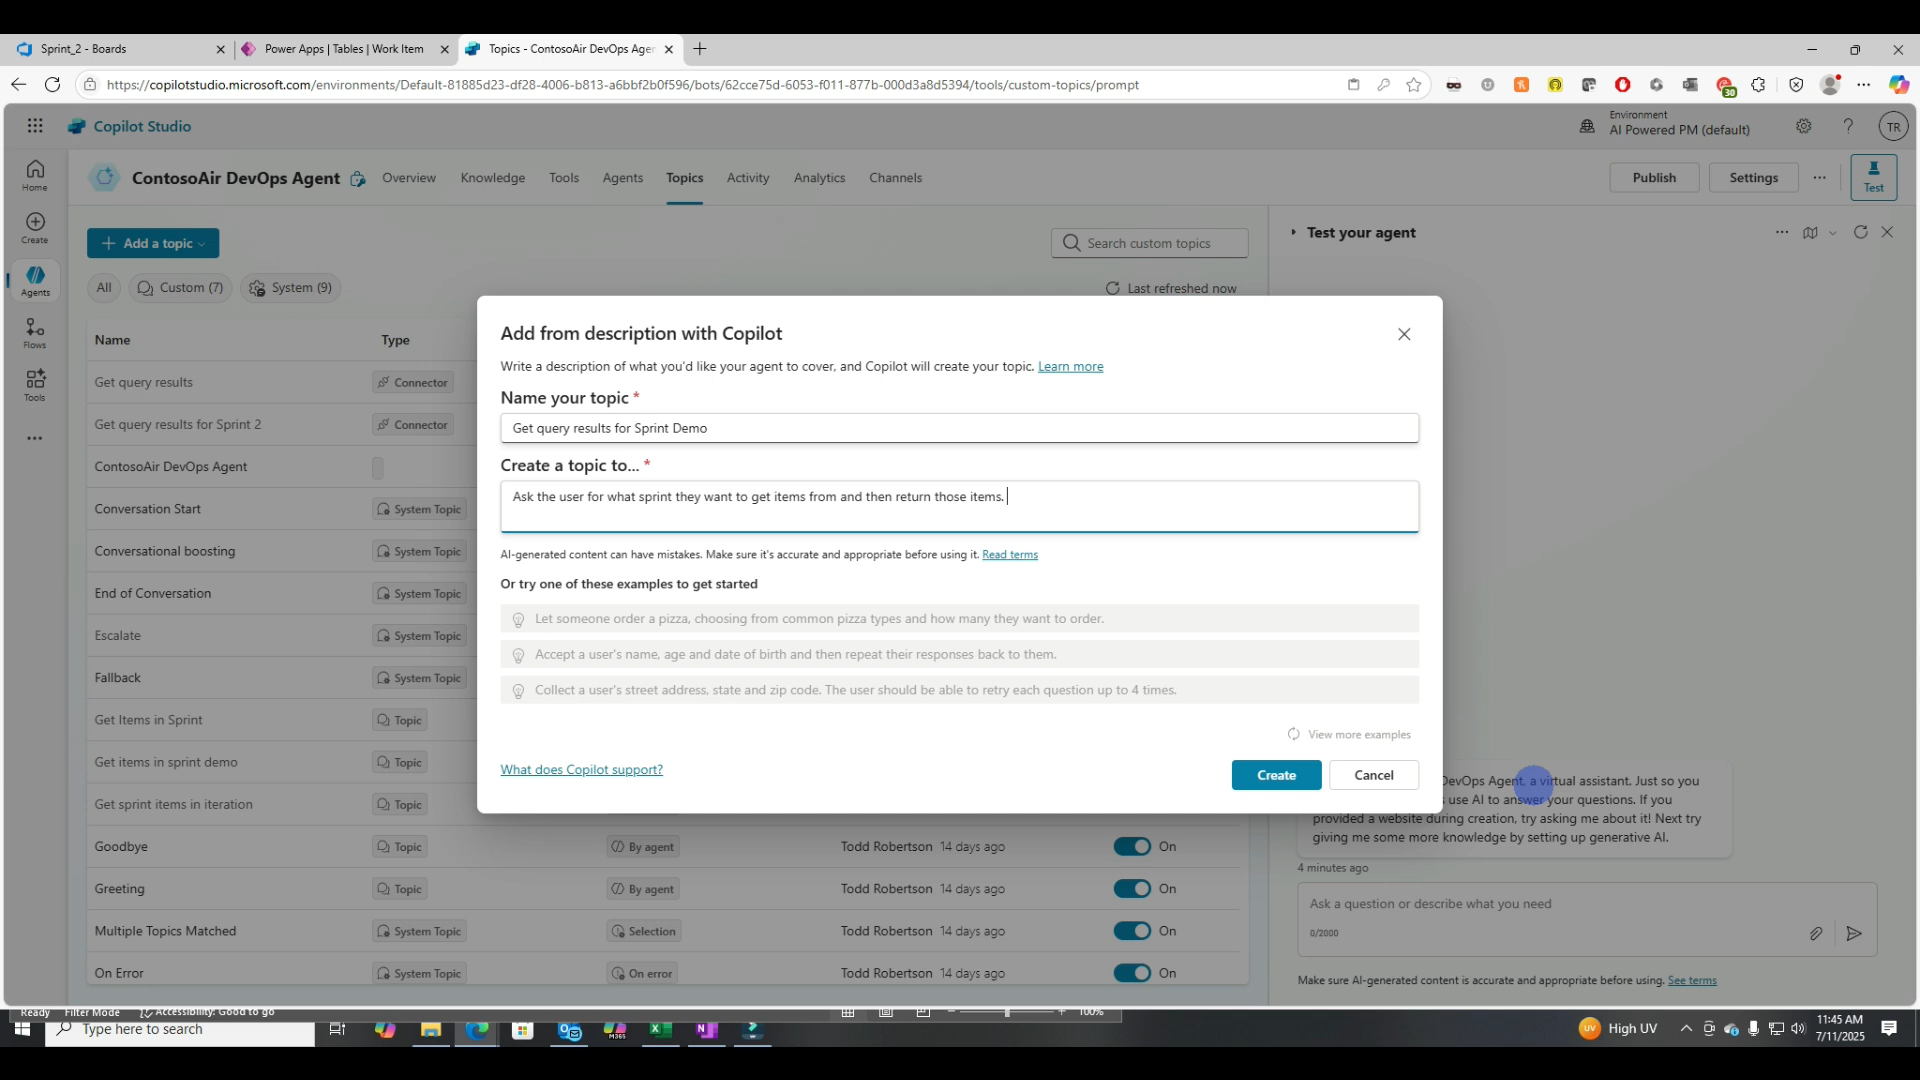 Sprint_2 - Boards
Power Apps | Tables | Work Item
Topics - ContosoAir DevOps Ager
https://copilotstudio.microsoft.com/environments/Default-81885d23-df28-4006-b813-a6bbf2b0f596/bots/62cce75d-6053-f011-877b-000d3a8d5394/tools/custom-topics/prompt
30
Copilot Studio
Environment
AI Powered PM (default)
TR
Home
Create
Agents
Flows
Tools
ContosoAir DevOps Agent
Overview
Knowledge
Tools
Agents
Topics
Activity
Analytics
Channels
Publish
Settings
Test
Add a topic
Search custom topics
All
Custom (7)
System (9)
Last refreshed now
Name
Type
Get query results
Connector
Get query results for Sprint 2
Connector
ContosoAir DevOps Agent
Conversation Start
System Topic
Conversational boosting
System Topic
End of Conversation
System Topic
Escalate
System Topic
Fallback
System Topic
Get Items in Sprint
Topic
Get items in sprint demo
Topic
Get sprint items in iteration
Topic
Goodbye
Topic
By agent
Todd Robertson 14 days ago
On
Greeting
Topic
By agent
Todd Robertson 14 days ago
On
Multiple Topics Matched
System Topic
Selection
Todd Robertson 14 days ago
On
On Error
System Topic
On error
Todd Robertson 14 days ago
On
Add from description with Copilot
Write a description of what you'd like your agent to cover, and Copilot will create your topic. Learn more
Name your topic *
Get query results for Sprint Demo
Create a topic to... *
Ask the user for what sprint they want to get items from and then return those items.
AI-generated content can have mistakes. Make sure it's accurate and appropriate before using it. Read terms
Or try one of these examples to get started
Let someone order a pizza, choosing from common pizza types and how many they want to order.
Accept a user's name, age and date of birth and then repeat their responses back to them.
Collect a user's street address, state and zip code. The user should be able to retry each question up to 4 times.
View more examples
What does Copilot support?
Create
Cancel
Test your agent
DevOps Agent, a virtual assistant. Just so you
use AI to answer your questions. If you
provided a website during creation, try asking me about it! Next try
giving me some more knowledge by setting up generative AI.
4 minutes ago
Ask a question or describe what you need
0/2000
Make sure AI-generated content is accurate and appropriate before using. See terms
Ready
Filter Mode
Accessibility: Good to go
100%
Type here to search
M365
UV
High UV
11:45 AM
7/11/2025